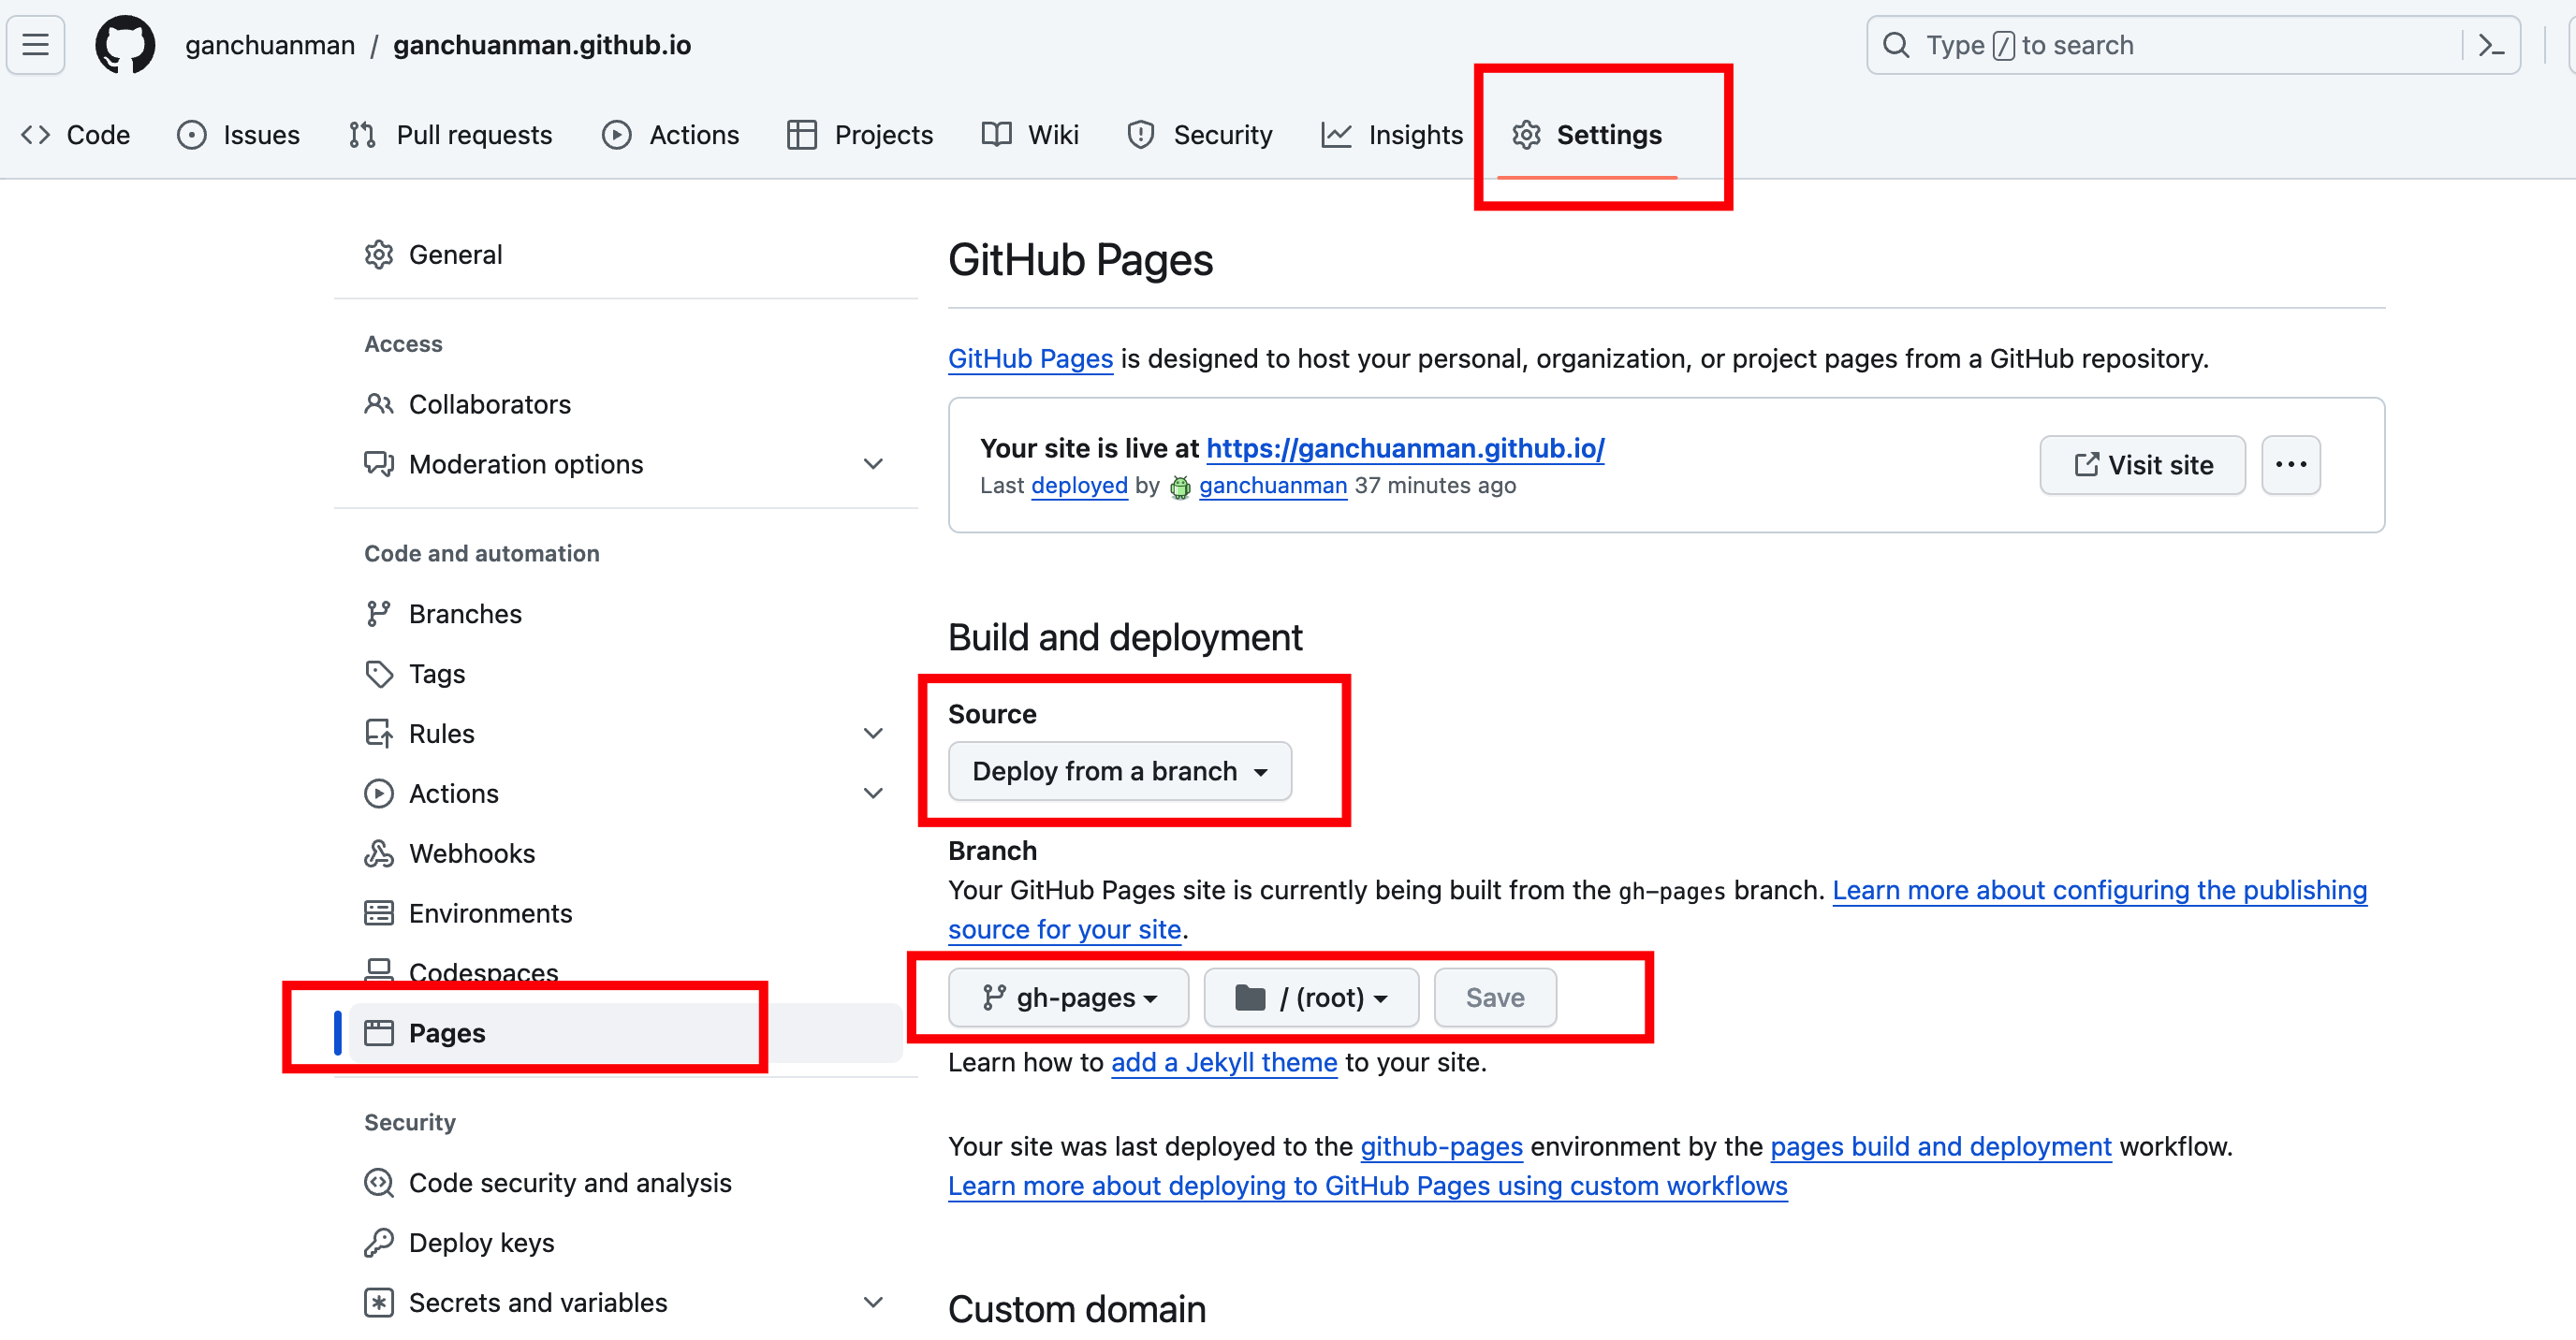 ganchuanman / ganchuanman.github.io
Type / to search
Code Issues Pull requests Actions Projects Wiki Security Insights Settings
General
Access
Collaborators
Moderation options
Code and automation
Branches
Tags
Rules
Actions
Webhooks
Environments
Codespaces
Pages
Security
Code security and analysis
Deploy keys
Secrets and variables
GitHub Pages
GitHub Pages is designed to host your personal, organization, or project pages from a GitHub repository.
Your site is live at https://ganchuanman.github.io/
Last deployed by ganchuanman 37 minutes ago
Visit site
Build and deployment
Source
Deploy from a branch
Branch
Your GitHub Pages site is currently being built from the gh-pages branch. Learn more about configuring the publishing
source for your site.
gh-pages / (root) Save
Learn how to add a Jekyll theme to your site.
Your site was last deployed to the github-pages environment by the pages build and deployment workflow.
Learn more about deploying to GitHub Pages using custom workflows
Custom domain